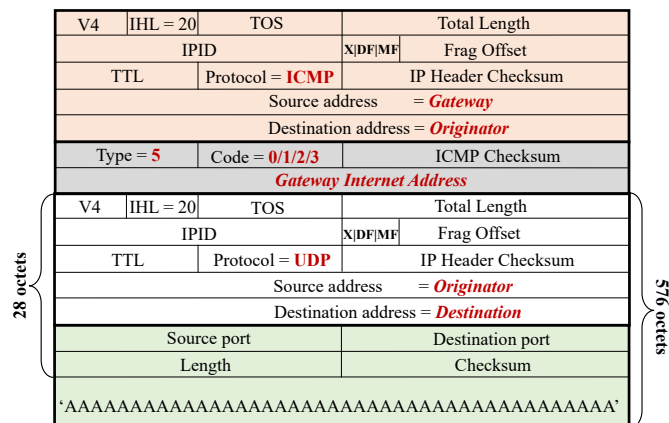 V4 IHL = 20 TOS Total Length
IPID X|DF|MF Frag Offset
TTL Protocol = ICMP IP Header Checksum
Source address = Gateway
Destination address = Originator
Type = 5 Code = 0/1/2/3 ICMP Checksum
Gateway Internet Address
V4 IHL = 20 TOS Total Length
IPID X|DF|MF Frag Offset
TTL Protocol = UDP IP Header Checksum
Source address = Originator
Destination address = Destination
Source port Destination port
Length Checksum
'AAAAAAAAAAAAAAAAAAAAAAAAAAAAAAAAAAAAAAAAAA'
28 octets
576 octets